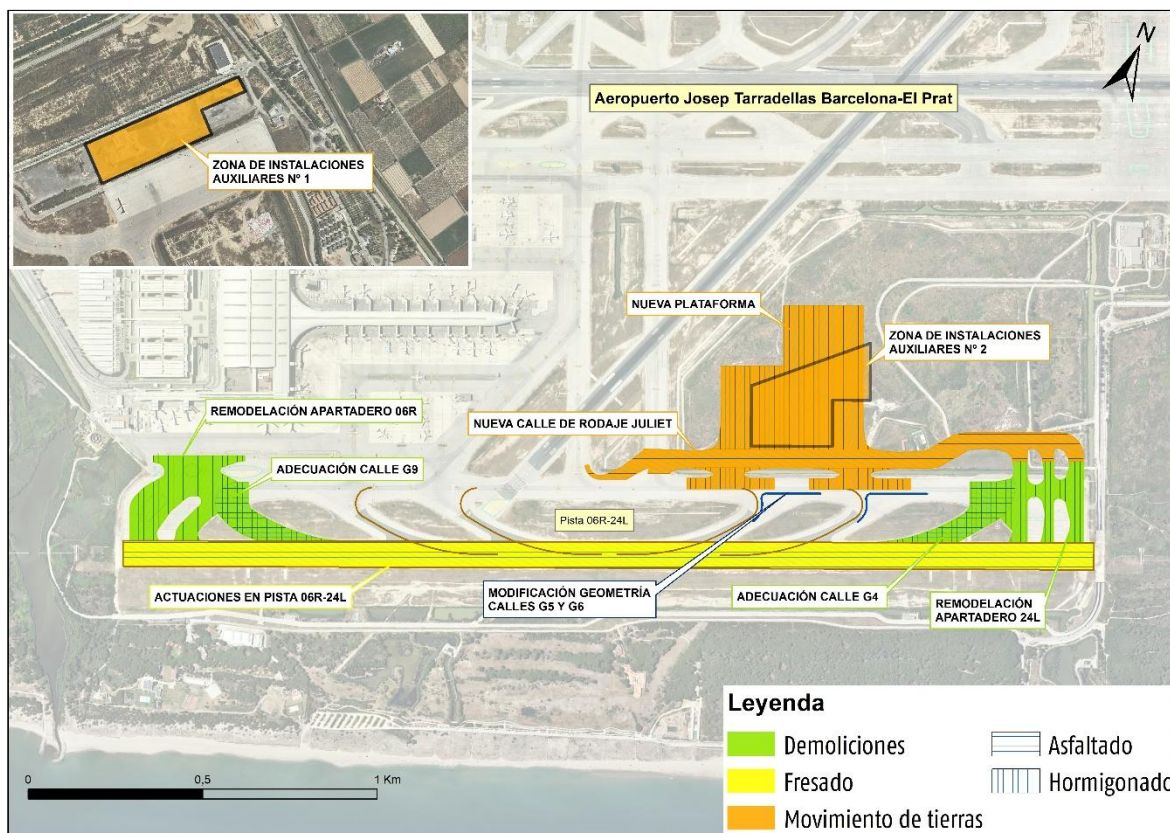 N
Aeropuerto Josep Tarradellas Barcelona-El Prat
ZONA DE INSTALACIONES
AUXILIARES Nº 1
NUEVA PLATAFORMA
ZONA DE INSTALACIONES
AUXILIARES Nº 2
REMODELACIÓN APARTADERO 06R
NUEVA CALLE DE RODAJE JULIET
ADECUACIÓN CALLE G9
Pista 06R-24L
ACTUACIONES EN PISTA 06R-24L
MODIFICACIÓN GEOMETRÍA
CALLES G5 Y G6
ADECUACIÓN CALLE G4
REMODELACIÓN
APARTADERO 24L
Leyenda
Demoliciones
Asfaltado
Fresado
Hormigonado
Movimiento de tierras
0
0,5
1 Km